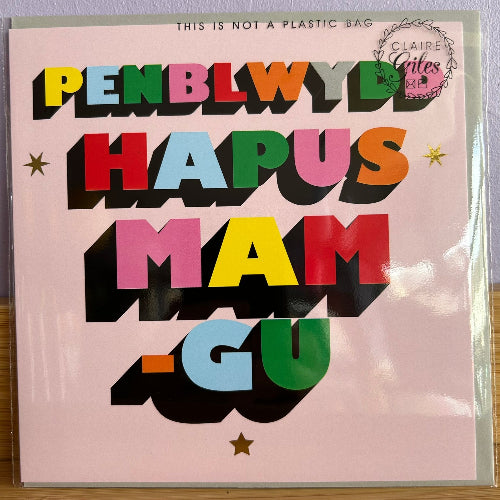 THIS IS NOT A PLASTIC BAG
CLAIRE
Giles
PENBLWYDD
HAPUS
MAM
-GU